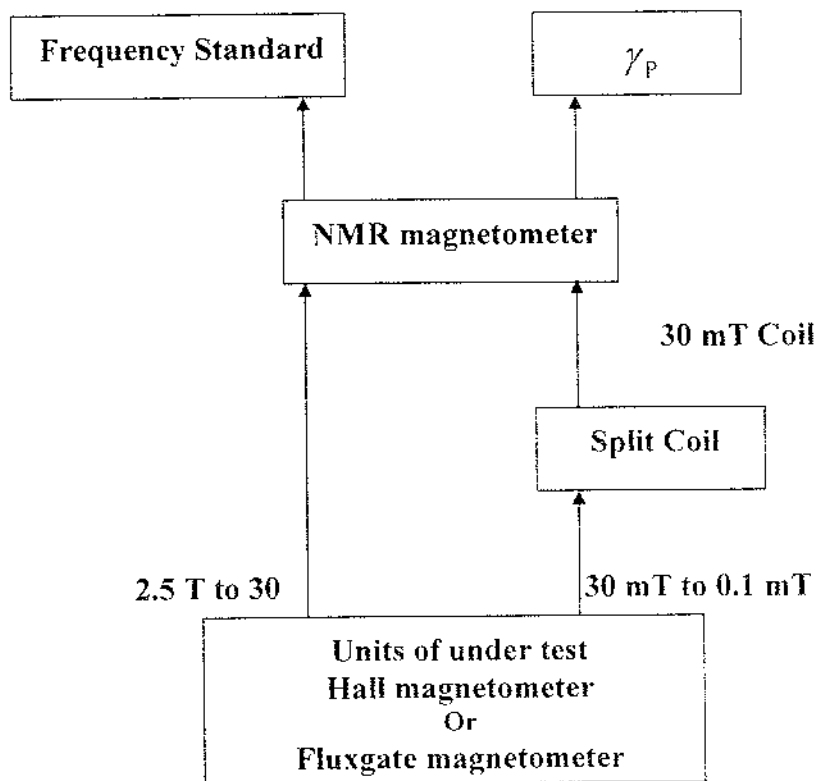 Frequency Standard
γP
NMR magnetometer
30 mT Coil
Split Coil
2.5 T to 30
30 mT to 0.1 mT
Units of under test
Hall magnetometer
Or
Fluxgate magnetometer